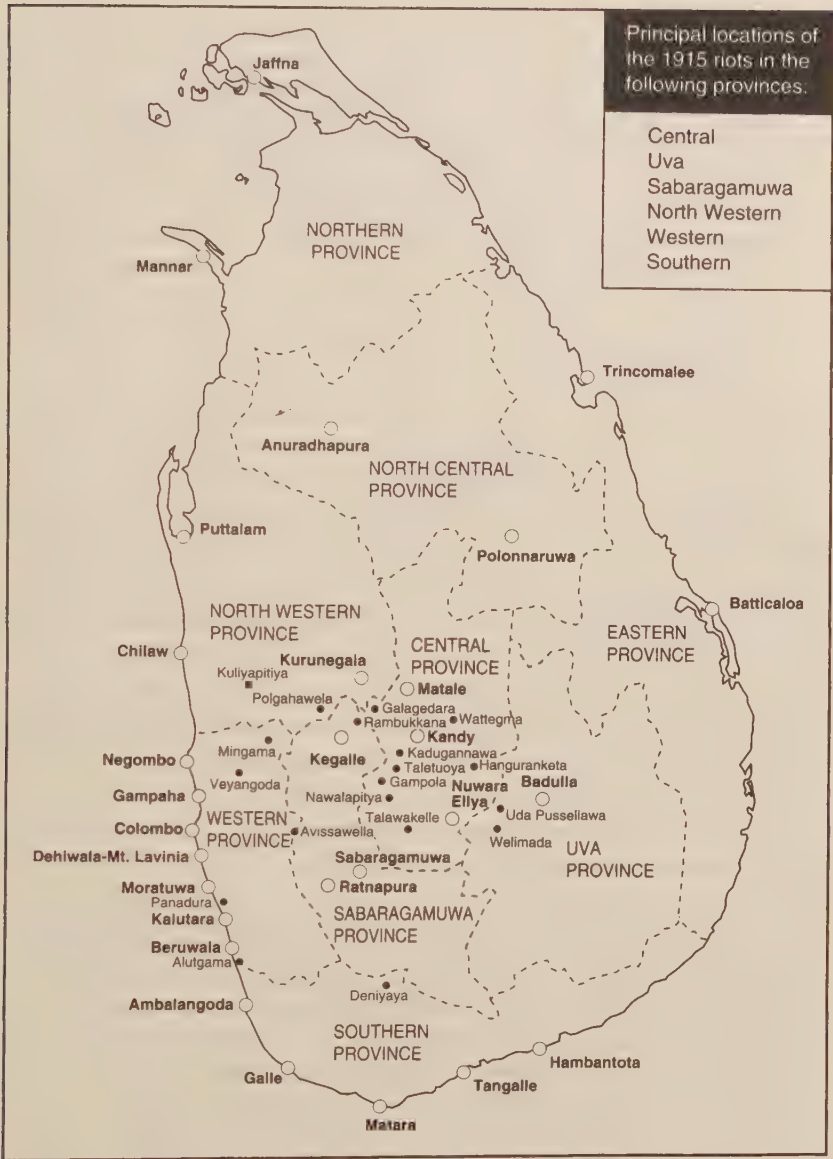 Principal locations of
the 1915 riots in the
following provinces:
Central
Uva
Sabaragamuwa
North Western
Western
Southern
Jaffna
NORTHERN
PROVINCE
Mannar
Trincomalee
Anuradhapura
NORTH CENTRAL
PROVINCE
Puttalam
Polonnaruwa
Batticaloa
NORTH WESTERN
PROVINCE
EASTERN
PROVINCE
CENTRAL
PROVINCE
Chilaw
Kurunegala
Kuliyapitiya
Matale
Polgahawela
Galagedara
Rambukkana
Wattegma
Kandy
Mingama
Kegalle
Kadugannawa
Negombo
Taletuoya
Hanguranketa
Veyangoda
Gampola
Badulla
Nuwara
Eliya
Gampaha
Nawalapitya
Uda Pussellawa
WESTERN
PROVINCE
Talawakelle
Colombo
Avissawella
Welimada
UVA
PROVINCE
Dehiwala-Mt. Lavinia
Sabaragamuwa
Moratuwa
Ratnapura
Panadura
Kalutara
SABARAGAMUWA
PROVINCE
Beruwala
Alutgama
Deniyaya
Ambalangoda
SOUTHERN
PROVINCE
Hambantota
Galle
Tangalle
Matara